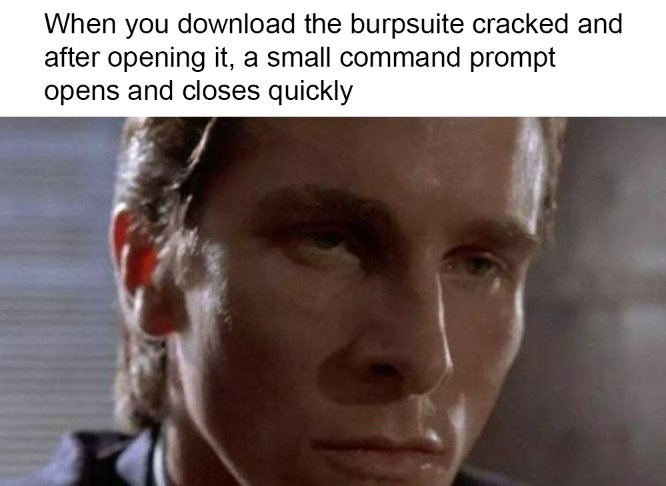 When you download the burpsuite cracked and
after opening it, a small command prompt
opens and closes quickly